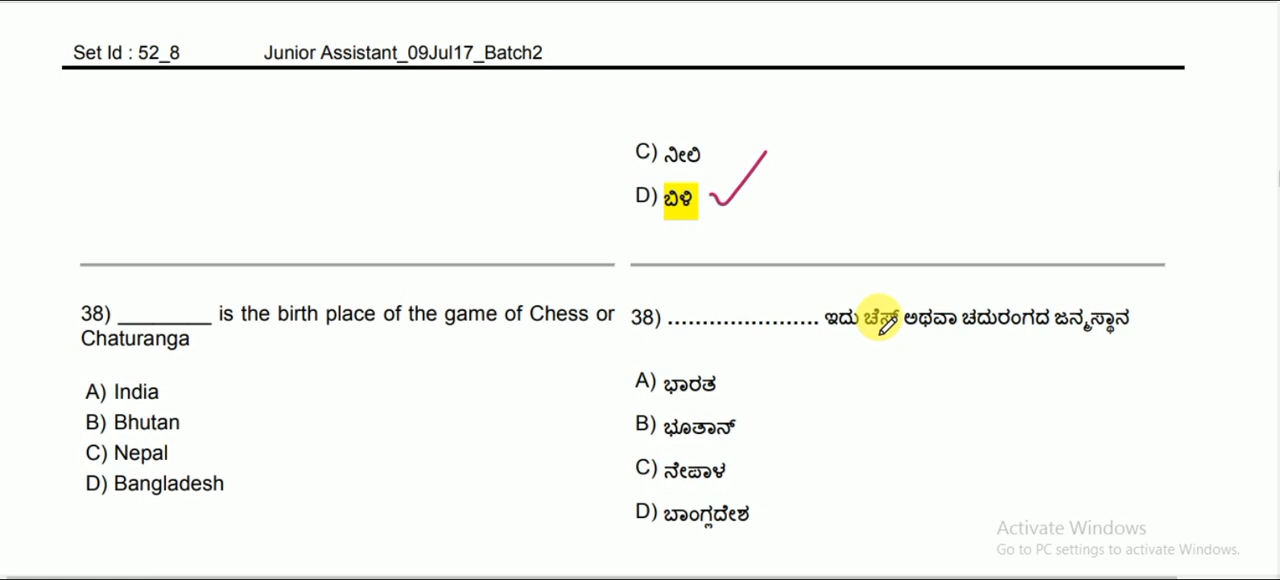 Set Id : 52_8 Junior Assistant_09Jul17_Batch2
C) ನೀಲಿ
D) ಬಿಳಿ
38) ________ is the birth place of the game of Chess or
Chaturanga
A) India
B) Bhutan
C) Nepal
D) Bangladesh
38) ...................... ಇದು ಚೆಸ್ ಅಥವಾ ಚದುರಂಗದ ಜನ್ಮಸ್ಥಾನ
A) ಭಾರತ
B) ಭೂತಾನ್
C) ನೇಪಾಳ
D) ಬಾಂಗ್ಲದೇಶ
Activate Windows
Go to PC settings to activate Windows.